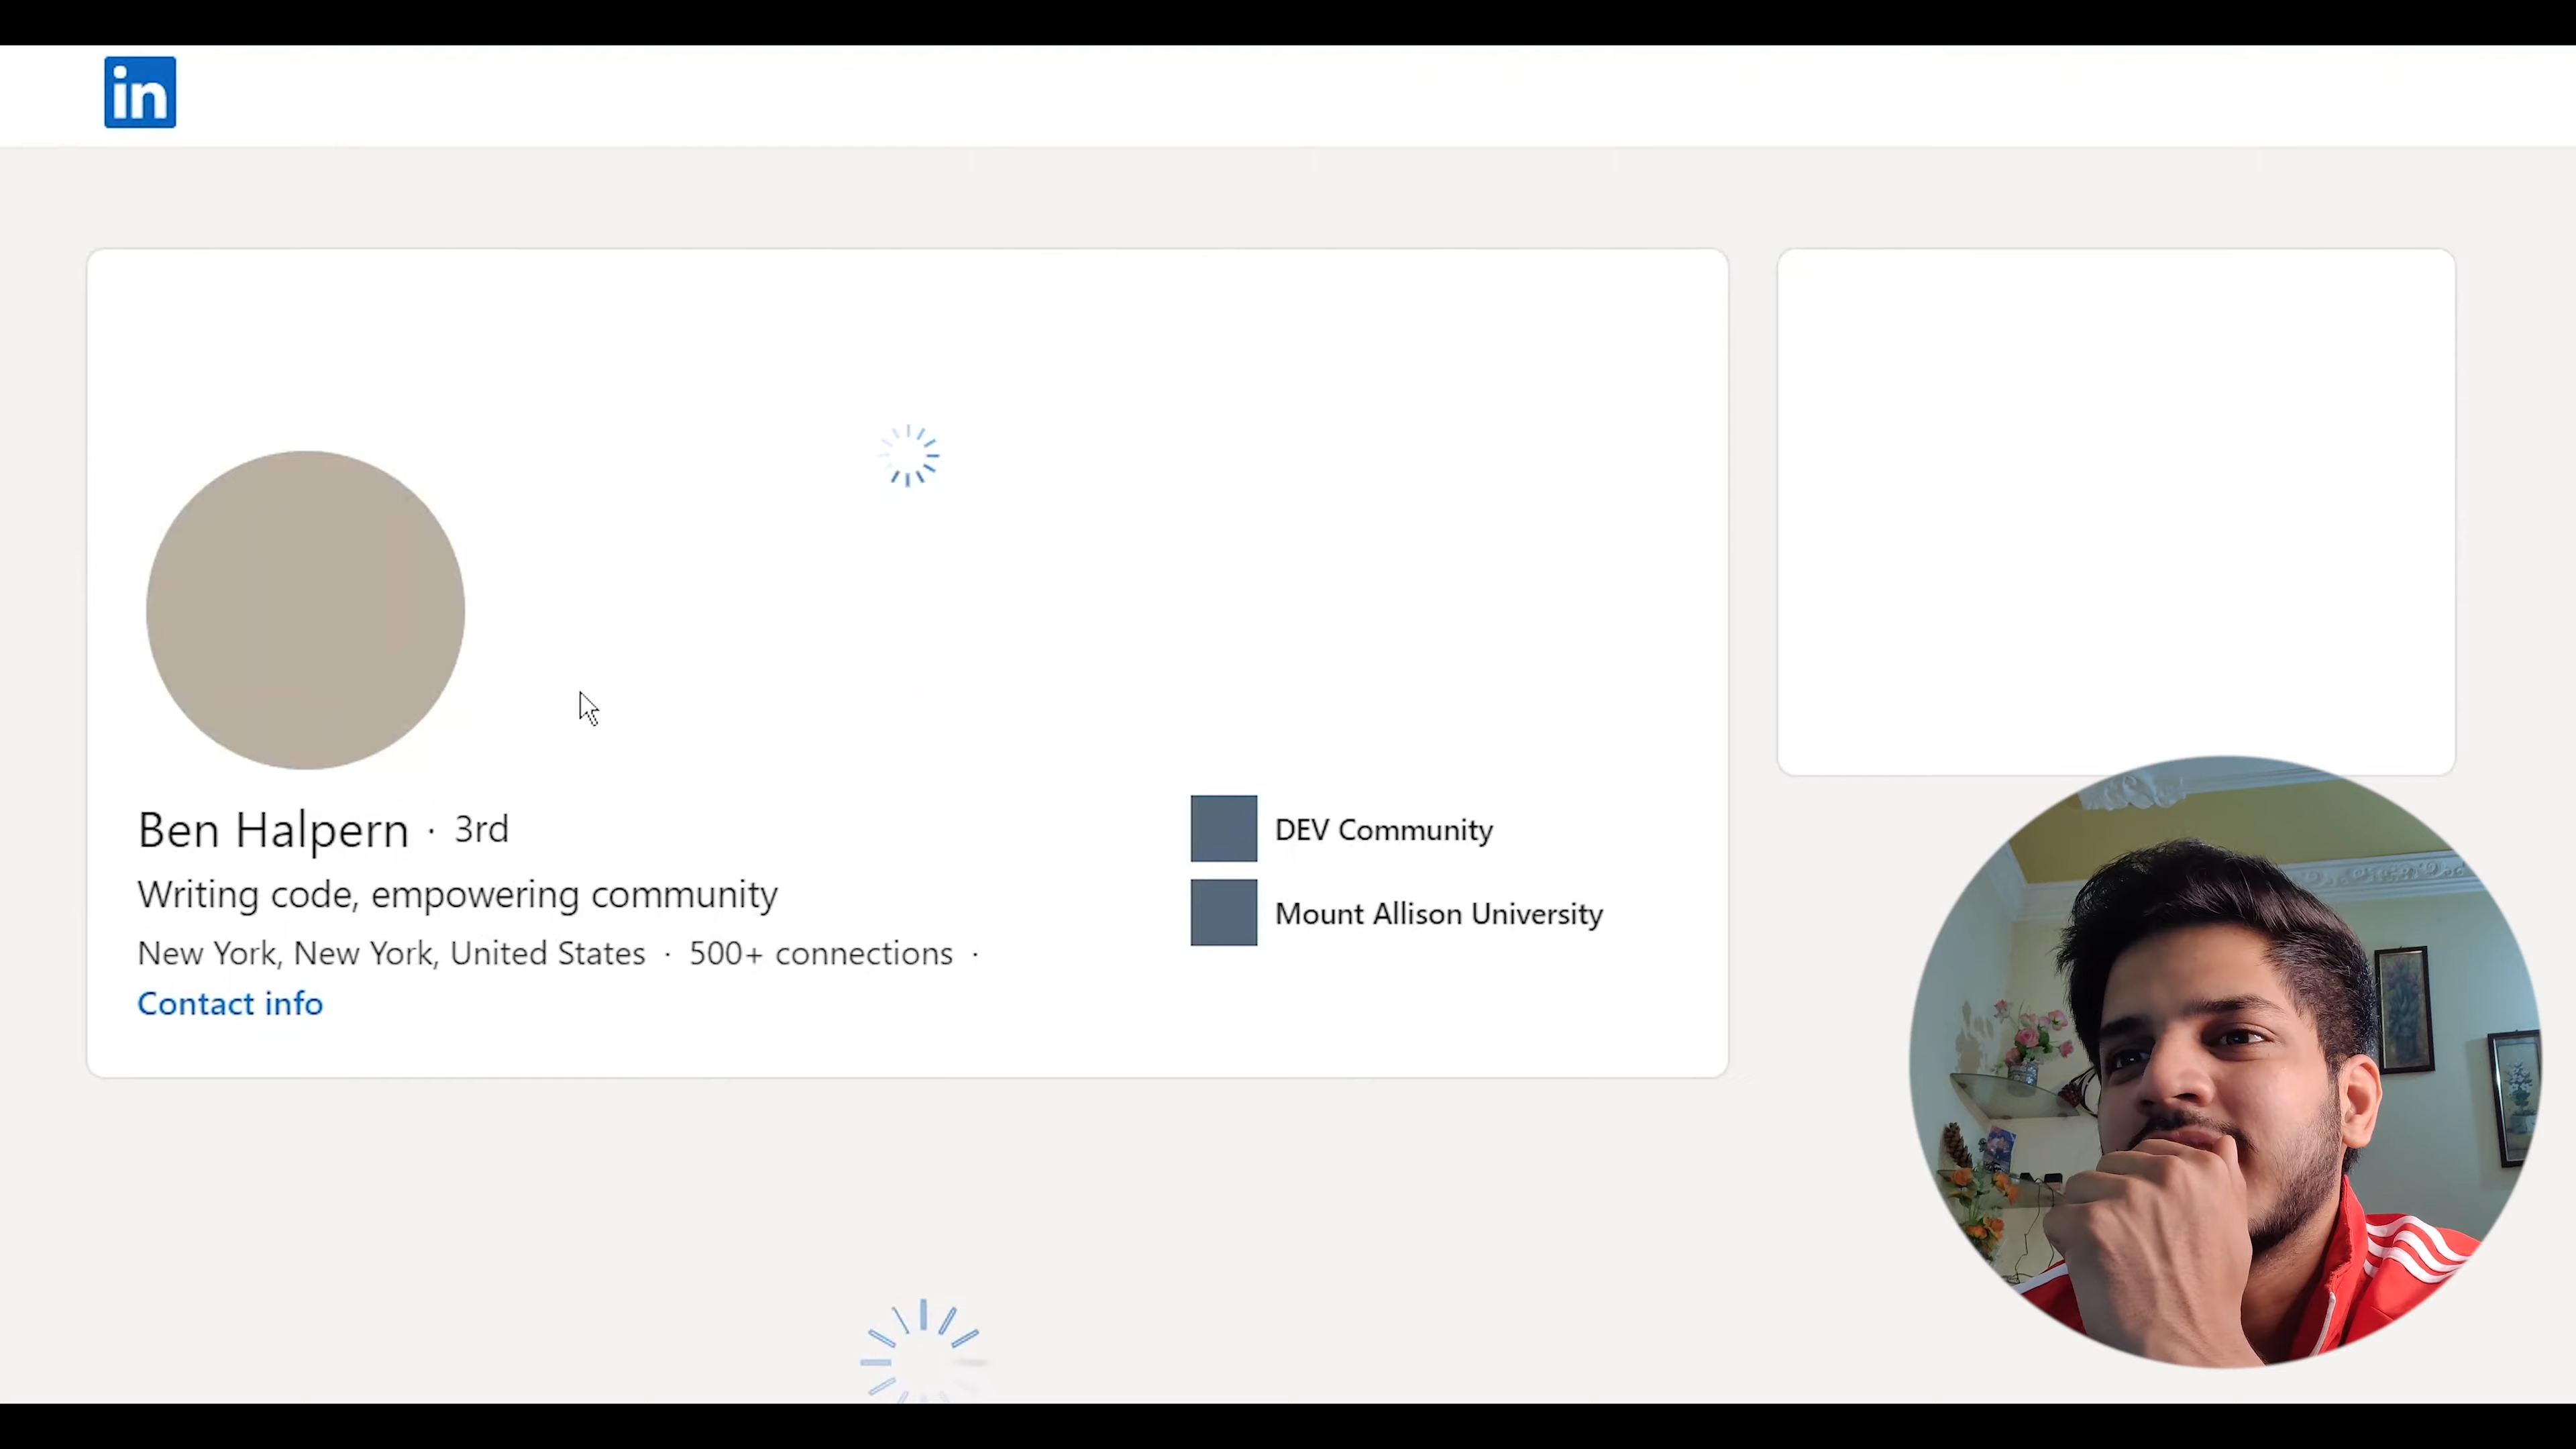 in
Ben Halpern · 3rd
Writing code, empowering community
New York, New York, United States · 500+ connections ·
Contact info
DEV Community
Mount Allison University